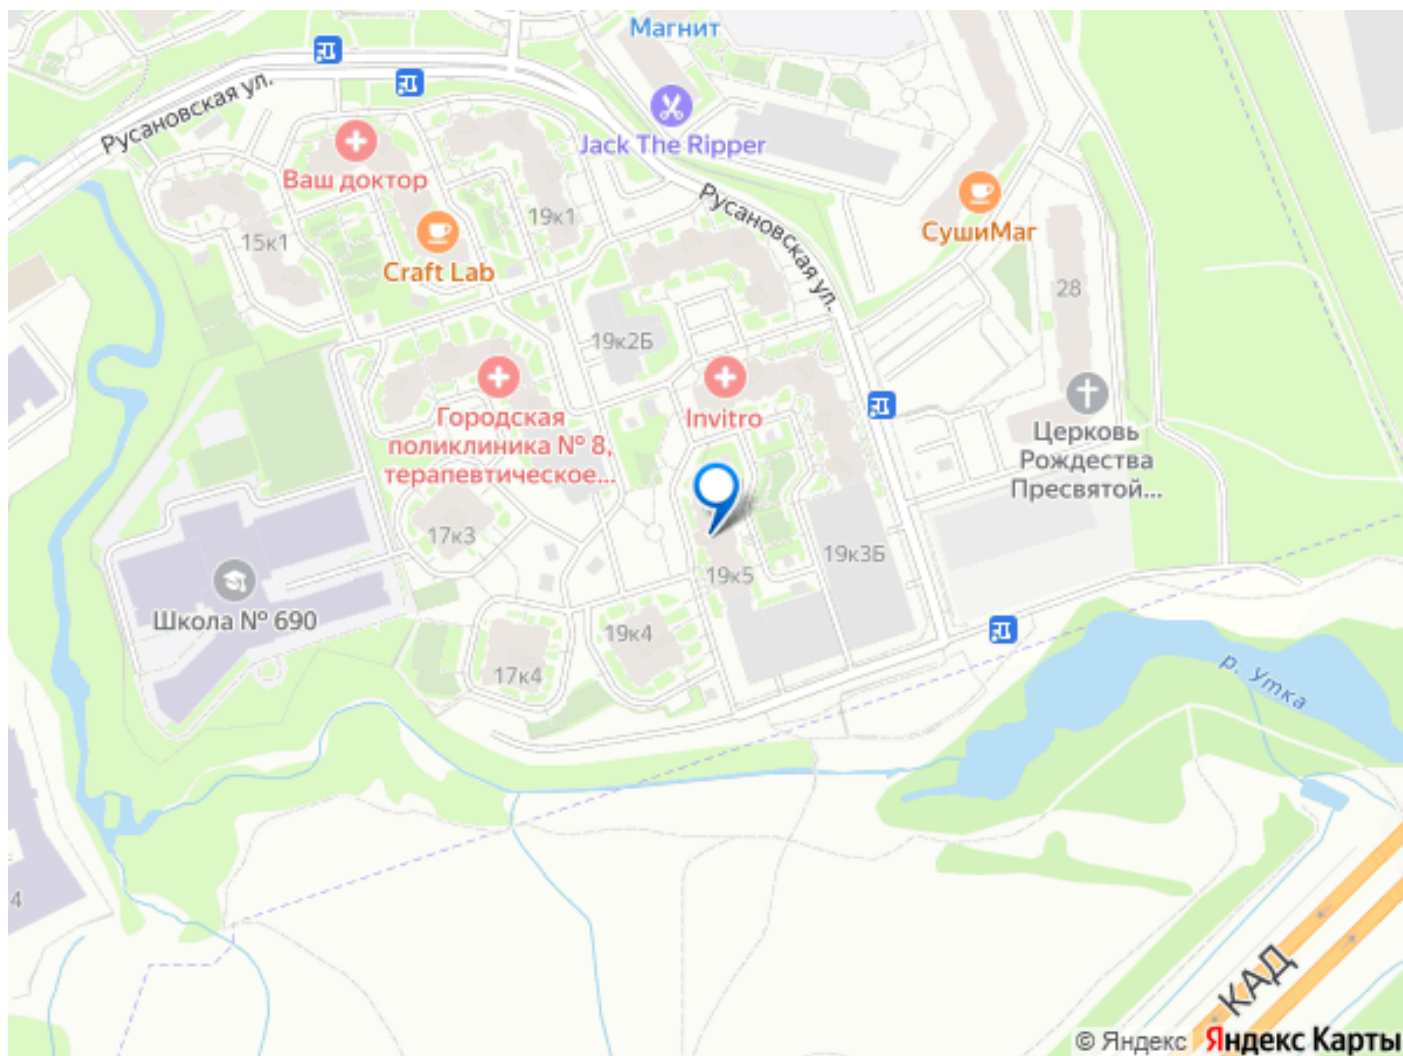 Магнит
Русановская ул.
Jack The Ripper
Ваш доктор
19к1
Русановская ул.
СушиМаг
15к1
Craft Lab
28
19к2Б
Городская
поликлиника № 8,
терапевтическое...
Invitro
Церковь
Рождества
Пресвятой...
17к3
19к3Б
19к5
Школа № 690
19к4
17к4
р. Утка
4
КАД
© Яндекс Яндекс Карты